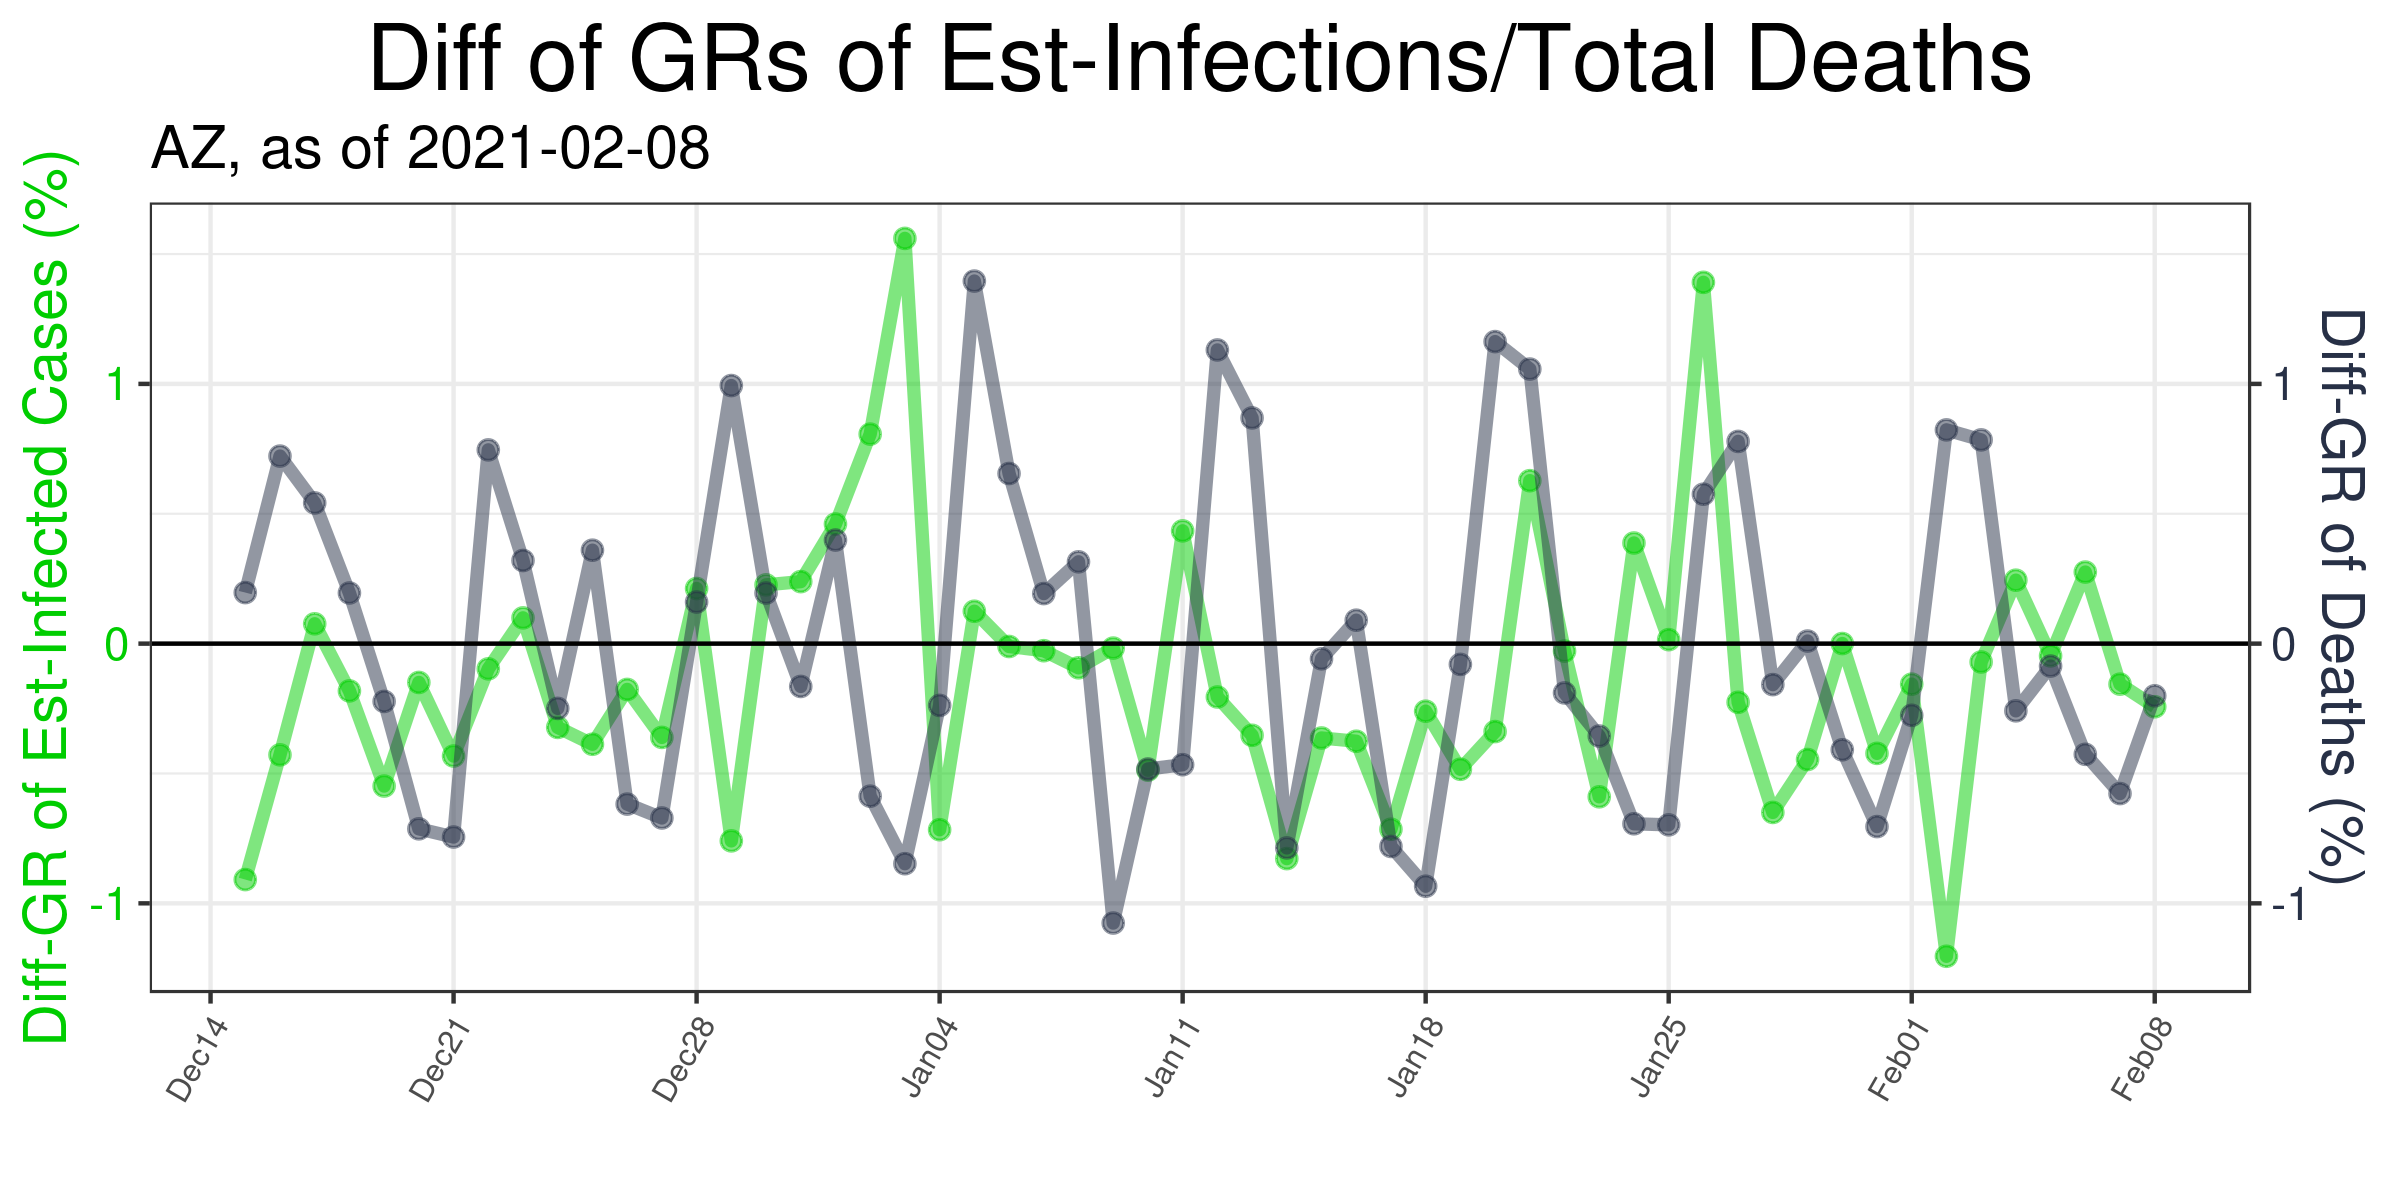 Diff of GRs of Est-Infections/Total Deaths
AZ, as of 2021-02-08
Diff-GR of Est-Infected Cases (%)
1
0
-1
1
0
-1
Diff-GR of Deaths (%)
Dec14
Dec21
Dec28
Jan04
Jan11
Jan18
Jan25
Feb01
Feb08